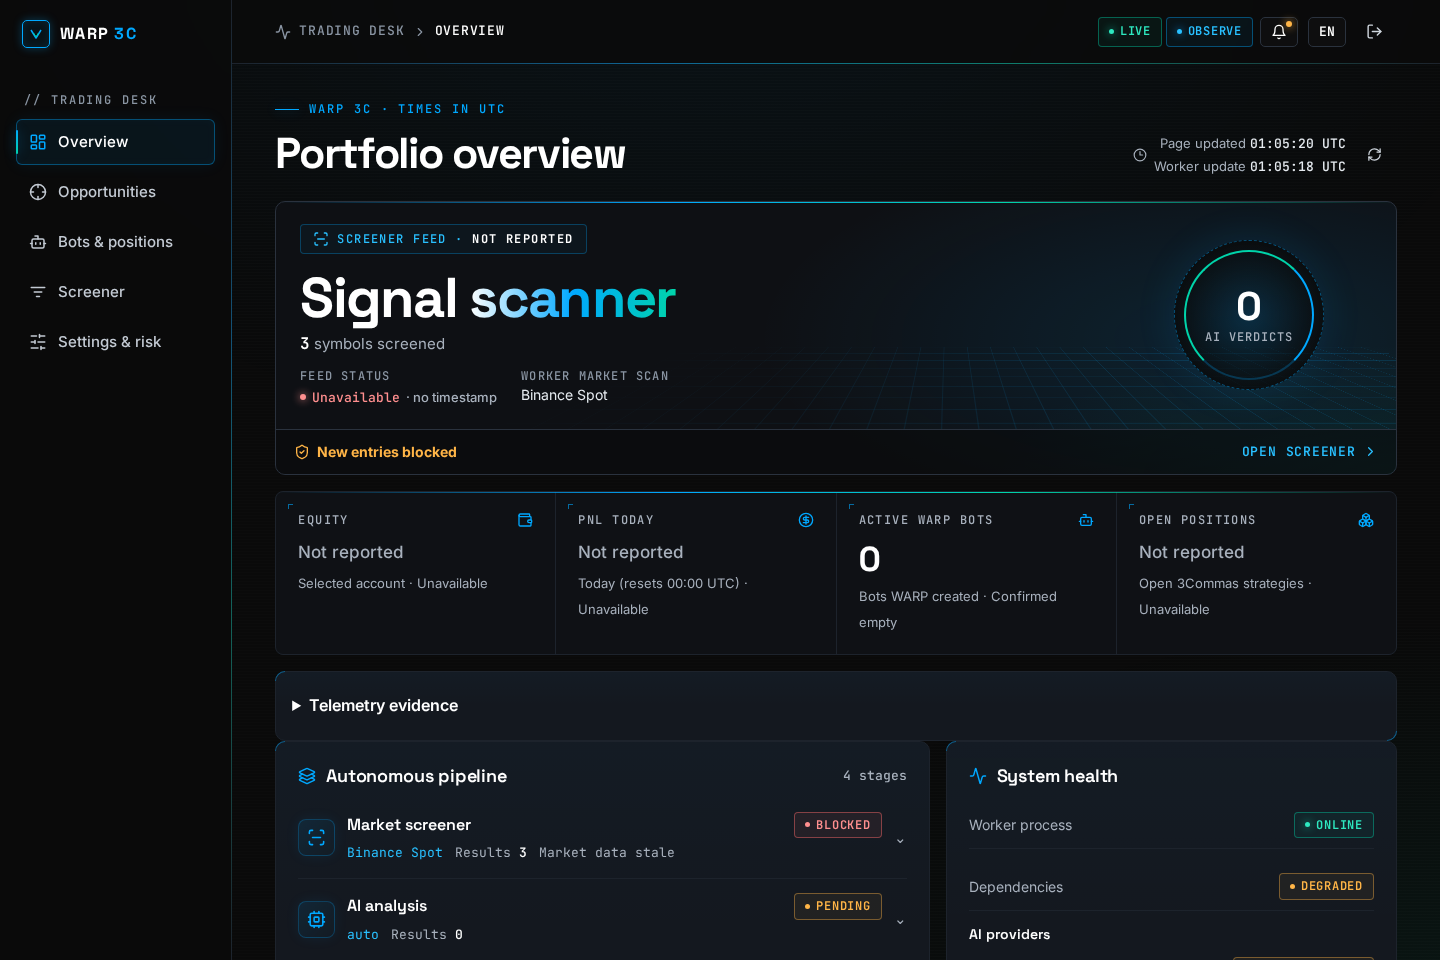 WARP 3C
TRADING DESK > OVERVIEW
LIVE
OBSERVE
EN
// TRADING DESK
Overview
Opportunities
Bots & positions
Screener
Settings & risk
WARP 3C · TIMES IN UTC
Portfolio overview
Page updated 01:05:20 UTC
Worker update 01:05:18 UTC
SCREENER FEED · NOT REPORTED
Signal scanner
3 symbols screened
FEED STATUS
Unavailable · no timestamp
WORKER MARKET SCAN
Binance Spot
0
AI VERDICTS
New entries blocked
OPEN SCREENER >
EQUITY
Not reported
Selected account · Unavailable
PNL TODAY
Not reported
Today (resets 00:00 UTC) ·
Unavailable
ACTIVE WARP BOTS
0
Bots WARP created · Confirmed
empty
OPEN POSITIONS
Not reported
Open 3Commas strategies ·
Unavailable
Telemetry evidence
Autonomous pipeline
4 stages
Market screener
BLOCKED
Binance Spot Results 3 Market data stale
AI analysis
PENDING
auto Results 0
System health
Worker process
ONLINE
Dependencies
DEGRADED
AI providers